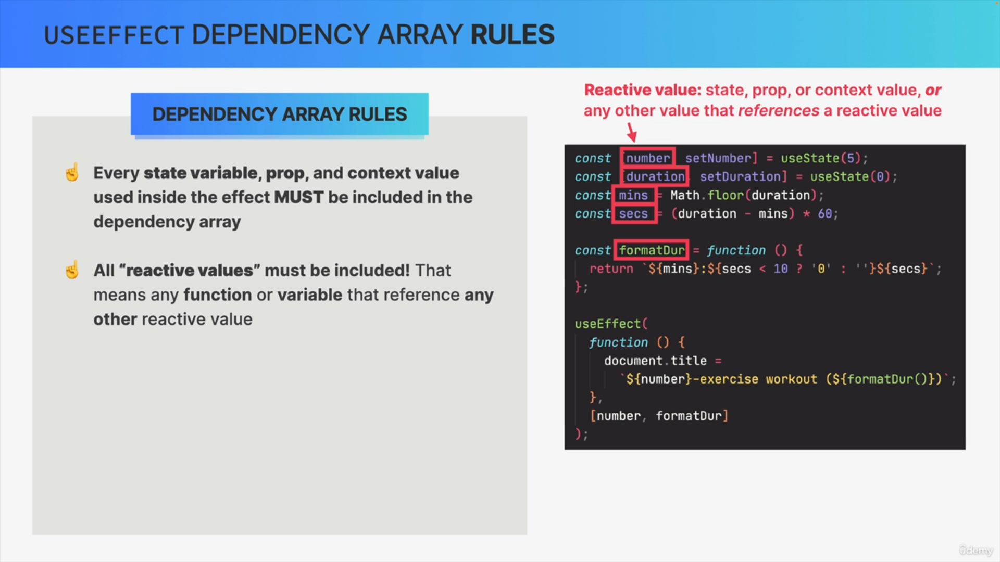 USEEFFECT DEPENDENCY ARRAY RULES
DEPENDENCY ARRAY RULES
☝️ Every state variable, prop, and context value
used inside the effect MUST be included in the
dependency array
☝️ All “reactive values” must be included! That
means any function or variable that reference any
other reactive value
Reactive value: state, prop, or context value, or
any other value that references a reactive value
const [number setNumber] = useState(5);
const [duration setDuration] = useState(0);
const mins = Math.floor(duration);
const secs = (duration - mins) * 60;
const formatDur = function () {
return `${mins}:${secs < 10 ? '0' : ''}${secs}`;
};
useEffect(
function () {
document.title =
`${number}-exercise workout (${formatDur()})`;
},
[number, formatDur]
);
ûdemy